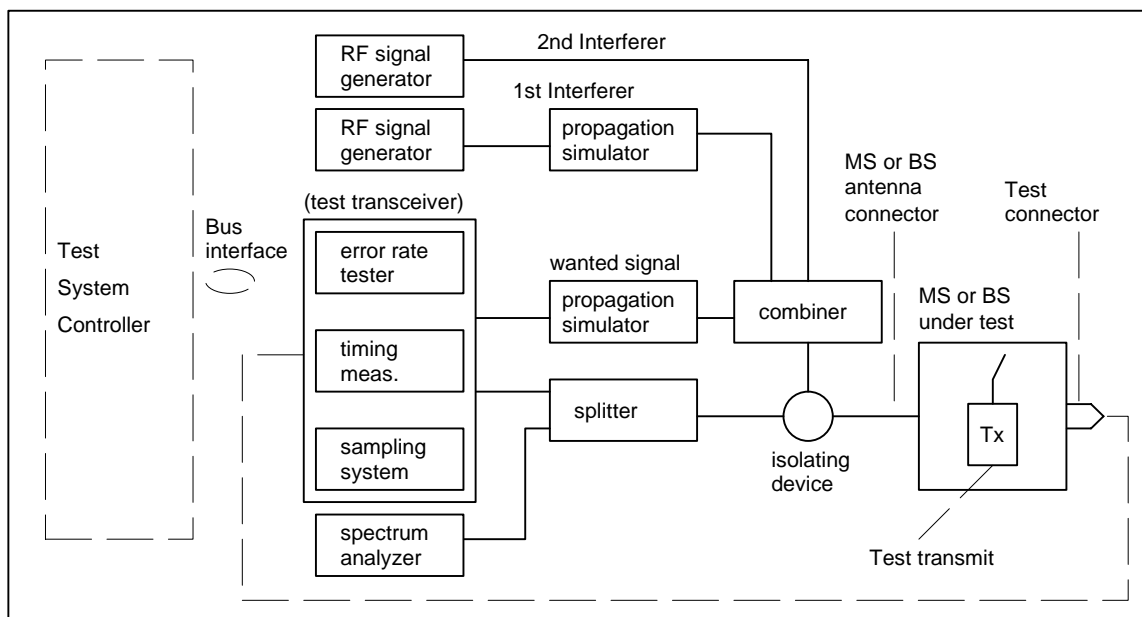 RF signal
generator
2nd Interferer
1st Interferer
RF signal
generator
propagation
simulator
MS or BS
antenna
connector
Test
connector
(test transceiver)
Bus
interface
Test
System
Controller
error rate
tester
wanted signal
propagation
simulator
combiner
MS or BS
under test
timing
meas.
splitter
Tx
sampling
system
isolating
device
spectrum
analyzer
Test transmit